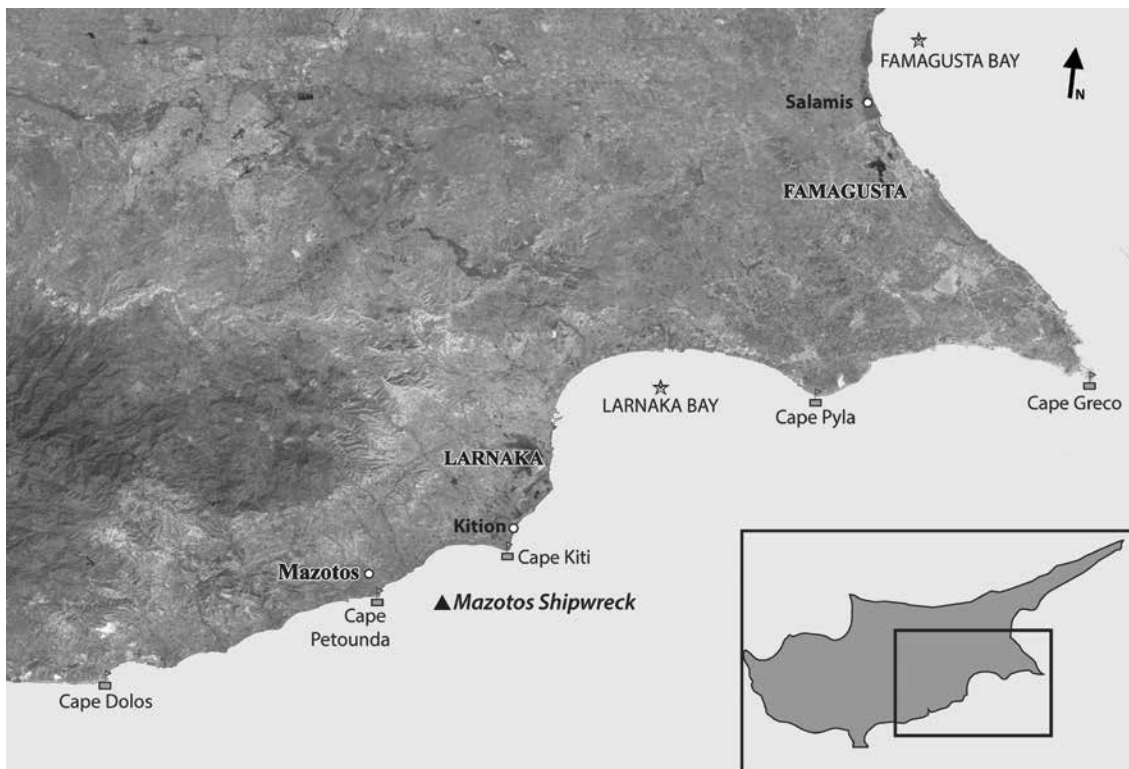 FAMAGUSTA BAY
N
Salamis
FAMAGUSTA
LARNAKA BAY
Cape Pyla
Cape Greco
LARNAKA
Kition
Cape Kiti
Mazotos
Mazotos Shipwreck
Cape
Petounda
Cape Dolos